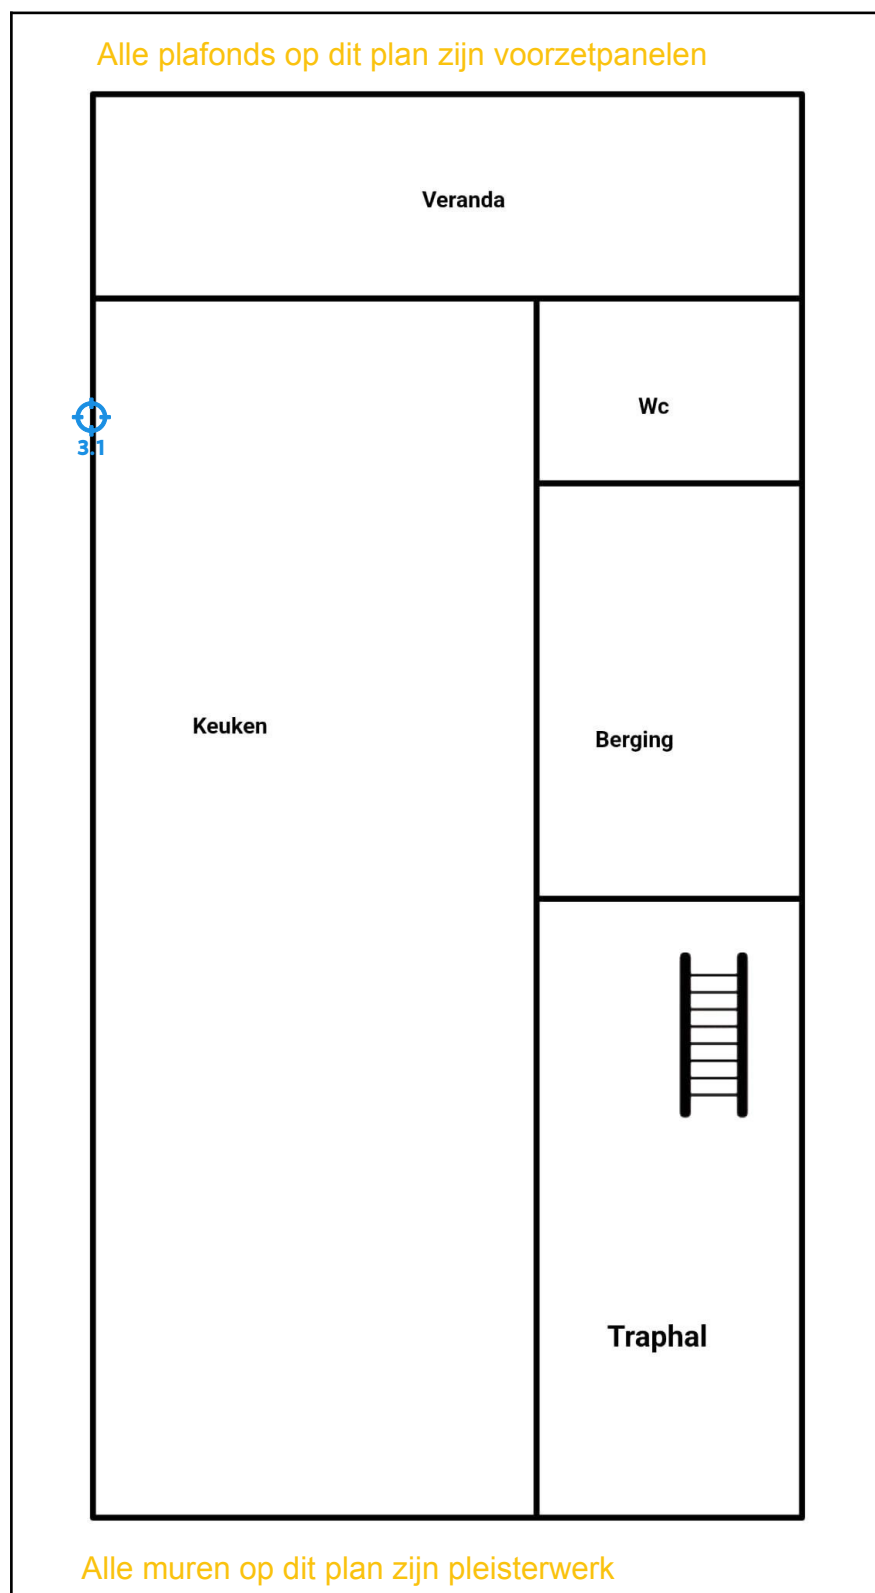 Alle plafonds op dit plan zijn voorzetpanelen
Veranda
Wc
3.1
Keuken
Berging
Traphal
Alle muren op dit plan zijn pleisterwerk